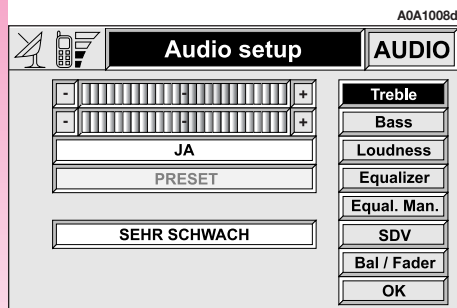 A0A1008d
Audio setup AUDIO
- - + Treble
- - + Bass
JA Loudness
PRESET Equalizer
Equal. Man.
SEHR SCHWACH SDV
Bal / Fader
OK